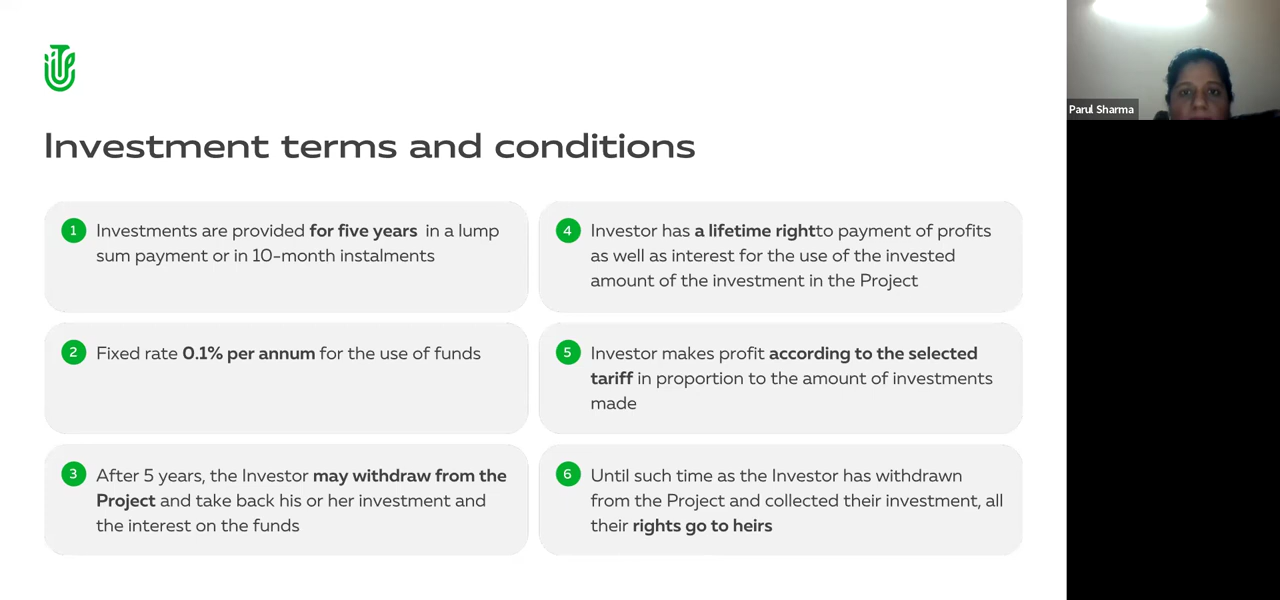 Investment terms and conditions
1
Investments are provided for five years in a lump
sum payment or in 10-month instalments
2
Fixed rate 0.1% per annum for the use of funds
3
After 5 years, the Investor may withdraw from the
Project and take back his or her investment and
the interest on the funds
4
Investor has a lifetime rightto payment of profits
as well as interest for the use of the invested
amount of the investment in the Project
5
Investor makes profit according to the selected
tariff in proportion to the amount of investments
made
6
Until such time as the Investor has withdrawn
from the Project and collected their investment, all
their rights go to heirs
Parul Sharma